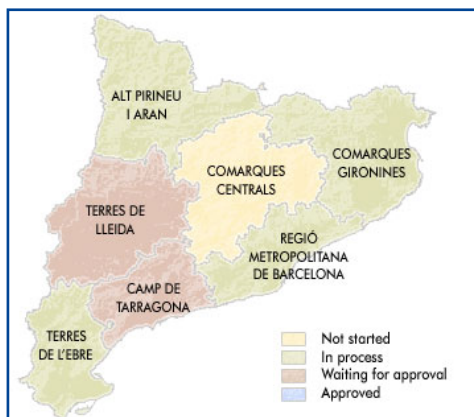 ALT PIRINEU
I ARAN
COMARQUES
GIRONINES
COMARQUES
CENTRALS
TERRES DE
LLEIDA
REGIÓ
METROPOLITANA
DE BARCELONA
CAMP DE
TARRAGONA
TERRES
DE L'EBRE
Not started
In process
Waiting for approval
Approved